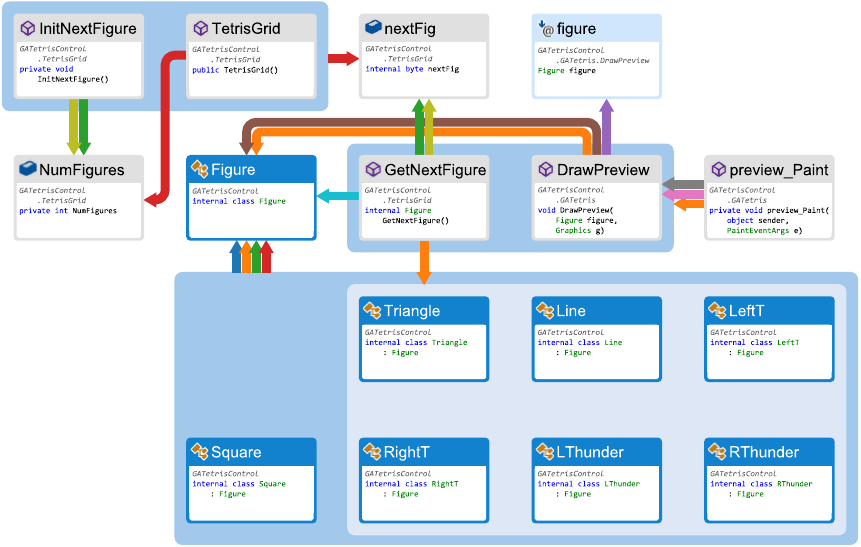 InitNextFigure
GATetrisControl
.TetrisGrid
private void
InitNextFigure()
TetrisGrid
GATetrisControl
.TetrisGrid
public TetrisGrid()
nextFig
GATetrisControl
.TetrisGrid
internal byte nextFig
figure
GATetrisControl
.GATetris.DrawPreview
Figure figure
NumFigures
GATetrisControl
.TetrisGrid
private int NumFigures
Figure
GATetrisControl
internal class Figure
GetNextFigure
GATetrisControl
.TetrisGrid
internal Figure
GetNextFigure()
DrawPreview
GATetrisControl
.GATetris
void DrawPreview(
Figure figure,
Graphics g)
preview_Paint
GATetrisControl
.GATetris
private void preview_Paint(
object sender,
PaintEventArgs e)
Triangle
GATetrisControl
internal class Triangle
: Figure
Line
GATetrisControl
internal class Line
: Figure
LeftT
GATetrisControl
internal class LeftT
: Figure
Square
GATetrisControl
internal class Square
: Figure
RightT
GATetrisControl
internal class RightT
: Figure
LThunder
GATetrisControl
internal class LThunder
: Figure
RThunder
GATetrisControl
internal class RThunder
: Figure